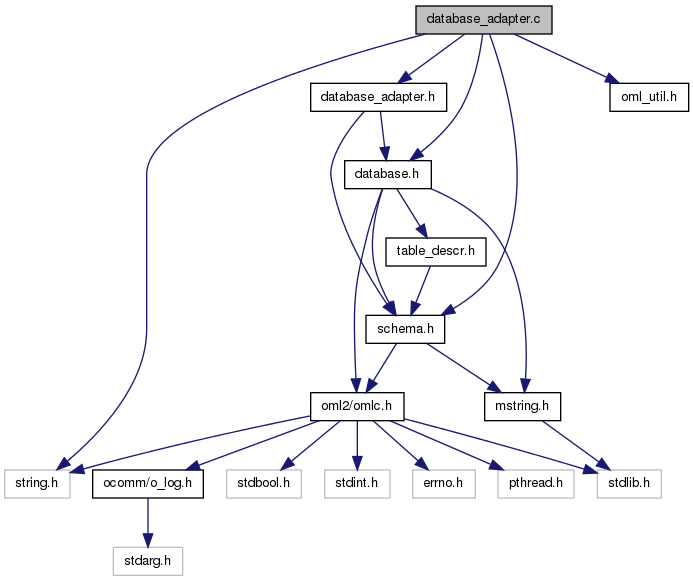 database_adapter.c
database_adapter.h
oml_util.h
database.h
table_descr.h
schema.h
oml2/omlc.h
mstring.h
string.h
ocomm/o_log.h
stdbool.h
stdint.h
errno.h
pthread.h
stdlib.h
stdarg.h